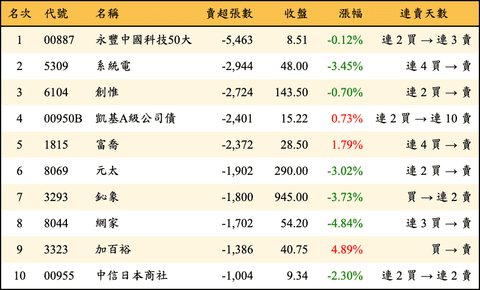 名次 代號 名稱 賣超張數 收盤 漲幅 連賣天數
1 00887 永豐中國科技50大 -5,463 8.51 -0.12% 連 2 買 → 連 3 賣
2 5309 系統電 -2,944 48.00 -3.45% 連 4 買 → 賣
3 6104 創惟 -2,724 143.50 -0.70% 連 2 買 → 賣
4 00950B 凱基A級公司債 -2,401 15.22 0.73% 連 2 買 → 連 10 賣
5 1815 富喬 -2,372 28.50 1.79% 連 4 買 → 賣
6 8069 元太 -1,902 290.00 -3.02% 連 2 買 → 賣
7 3293 鈊象 -1,800 945.00 -3.73% 買 → 連 2 賣
8 8044 網家 -1,702 54.20 -4.84% 連 3 買 → 賣
9 3323 加百裕 -1,386 40.75 4.89% 買 → 賣
10 00955 中信日本商社 -1,004 9.34 -2.30% 連 2 買 → 連 2 賣